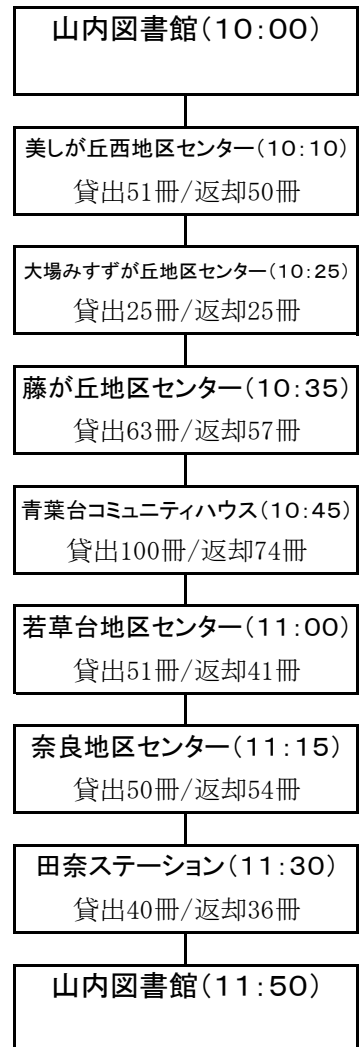 山内図書館(10:00)
美しが丘西地区センター(10:10)
貸出51冊/返却50冊
大場みすずが丘地区センター(10:25)
貸出25冊/返却25冊
藤が丘地区センター(10:35)
貸出63冊/返却57冊
青葉台コミュニティハウス(10:45)
貸出100冊/返却74冊
若草台地区センター(11:00)
貸出51冊/返却41冊
奈良地区センター(11:15)
貸出50冊/返却54冊
田奈ステーション(11:30)
貸出40冊/返却36冊
山内図書館(11:50)